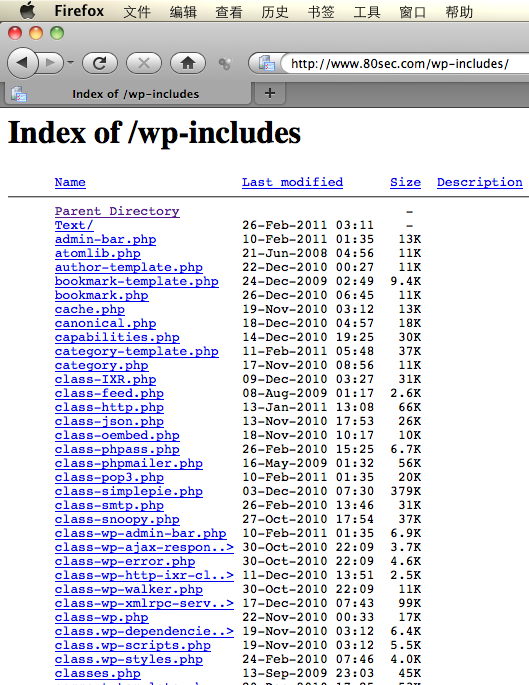 Firefox 文件 编辑 查看 历史 书签 工具 窗口 帮助
http://www.80sec.com/wp-includes/
Index of /wp-includes +
Index of /wp-includes
Name Last modified Size Description
Parent Directory -
Text/ 26-Feb-2011 03:11 -
admin-bar.php 10-Feb-2011 01:35 13K
atomlib.php 21-Jun-2008 04:56 11K
author-template.php 22-Dec-2010 00:27 11K
bookmark-template.php 24-Dec-2009 02:49 9.4K
bookmark.php 26-Dec-2010 06:45 11K
cache.php 19-Nov-2010 03:12 13K
canonical.php 18-Dec-2010 04:57 18K
capabilities.php 14-Dec-2010 19:25 30K
category-template.php 11-Feb-2011 05:48 37K
category.php 17-Nov-2010 08:56 11K
class-IXR.php 09-Dec-2010 03:27 31K
class-feed.php 08-Aug-2009 01:17 2.6K
class-http.php 13-Jan-2011 13:08 66K
class-json.php 13-Nov-2010 17:53 26K
class-oembed.php 18-Nov-2010 10:17 10K
class-phpass.php 26-Feb-2010 15:25 6.7K
class-phpmailer.php 16-May-2009 01:32 56K
class-pop3.php 10-Feb-2011 01:35 20K
class-simplepie.php 03-Dec-2010 07:30 379K
class-smtp.php 26-Feb-2010 13:46 31K
class-snoopy.php 27-Oct-2010 17:54 37K
class-wp-admin-bar.php 10-Feb-2011 01:35 6.9K
class-wp-ajax-respon..> 30-Oct-2010 22:09 3.7K
class-wp-error.php 30-Oct-2010 22:09 4.6K
class-wp-http-ixr-cl..> 11-Dec-2010 13:51 2.5K
class-wp-walker.php 30-Oct-2010 22:09 11K
class-wp-xmlrpc-serv..> 17-Dec-2010 07:43 99K
class-wp.php 22-Nov-2010 00:33 17K
class.wp-dependencie..> 19-Nov-2010 03:12 6.4K
class.wp-scripts.php 19-Nov-2010 03:12 5.5K
class.wp-styles.php 24-Feb-2010 07:46 4.0K
classes.php 13-Sep-2009 23:03 45K